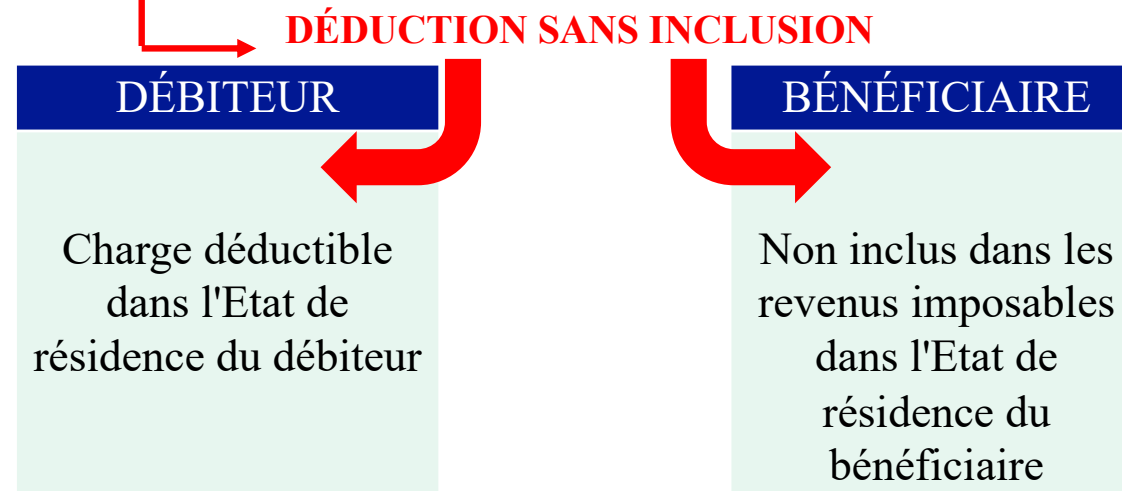 DÉDUCTION SANS INCLUSION
DÉBITEUR
Charge déductible
dans l'Etat de
résidence du débiteur
BÉNÉFICIAIRE
Non inclus dans les
revenus imposables
dans l'Etat de
résidence du
bénéficiaire